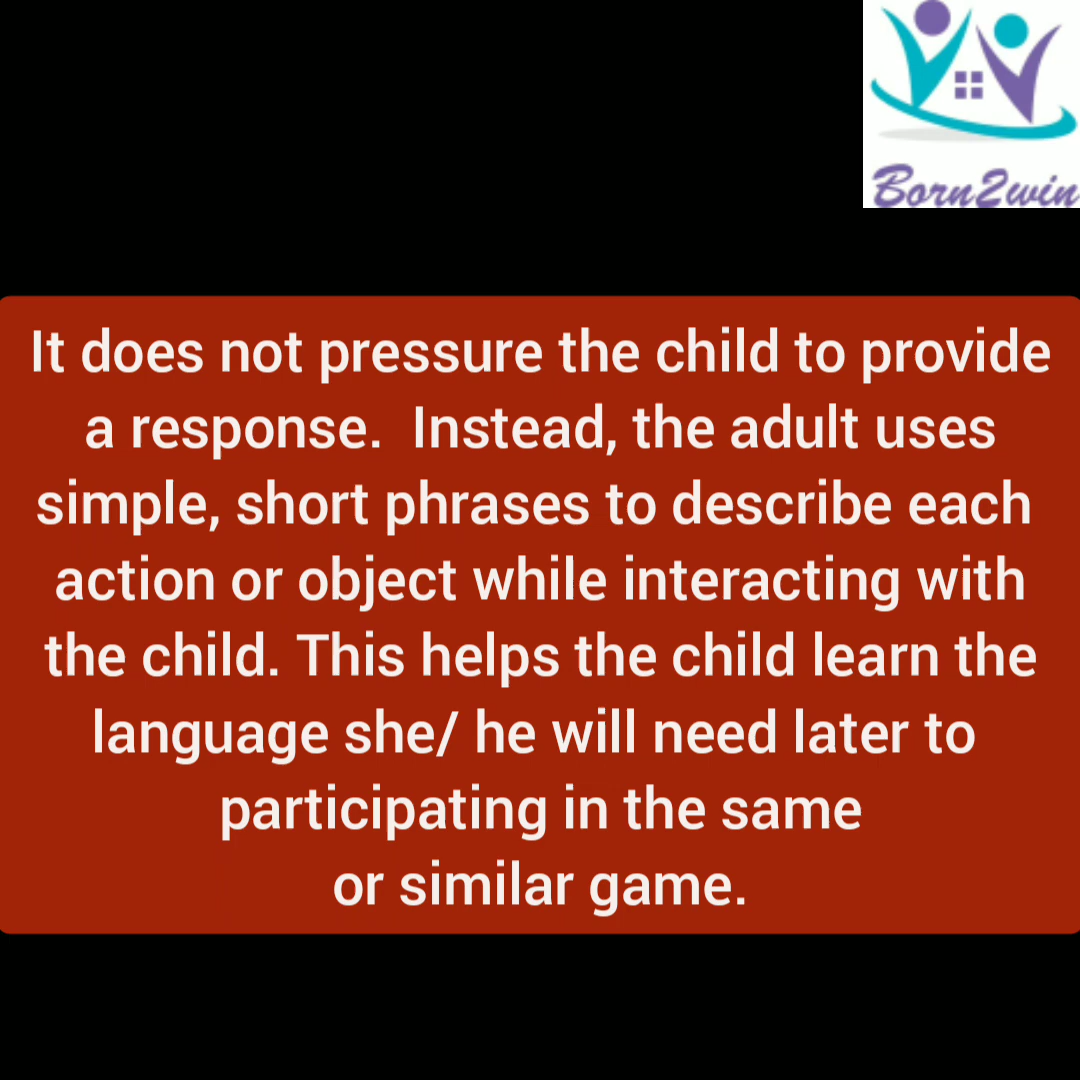 Born2win
It does not pressure the child to provide
a response.  Instead, the adult uses
simple, short phrases to describe each
action or object while interacting with
the child. This helps the child learn the
language she/ he will need later to
participating in the same
or similar game.